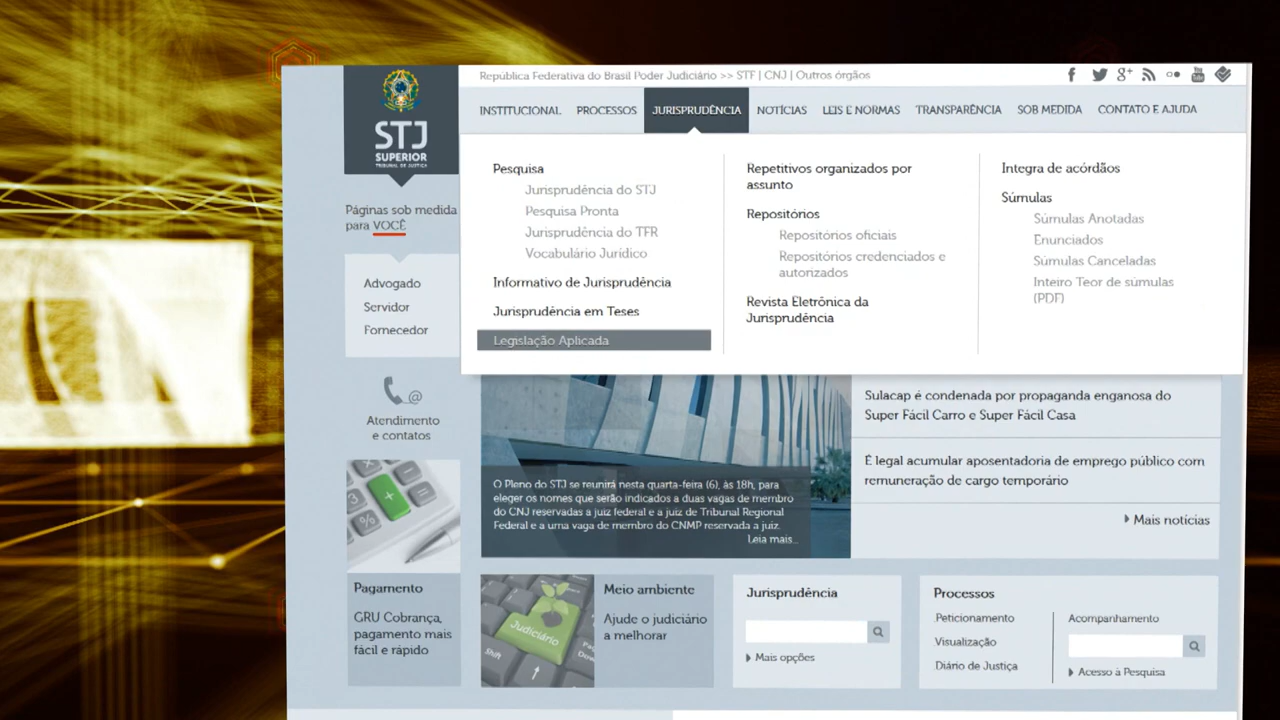 República Federativa do Brasil Poder Judiciário >> STF | CNJ | Outros órgãos
STJ
SUPERIOR
TRIBUNAL DE JUSTIÇA
INSTITUCIONAL PROCESSOS JURISPRUDÊNCIA NOTÍCIAS LEIS E NORMAS TRANSPARÊNCIA SOB MEDIDA CONTATO E AJUDA
Pesquisa
Jurisprudência do STJ
Pesquisa Pronta
Jurisprudência do TFR
Vocabulário Jurídico
Informativo de Jurisprudência
Jurisprudência em Teses
Legislação Aplicada
Repetitivos organizados por
assunto
Repositórios
Repositórios oficiais
Repositórios credenciados e
autorizados
Revista Eletrônica da
Jurisprudência
Integra de acórdãos
Súmulas
Súmulas Anotadas
Enunciados
Súmulas Canceladas
Inteiro Teor de súmulas
(PDF)
Páginas sob medida
para VOCÊ
Advogado
Servidor
Fornecedor
Atendimento
e contatos
Pagamento
GRU Cobrança,
pagamento mais
fácil e rápido
O Pleno do STJ se reunirá nesta quarta-feira (6), às 18h, para
eleger os nomes que serão indicados a duas vagas de membro
do CNJ reservadas a juiz federal e a juiz de Tribunal Regional
Federal e a uma vaga de membro do CNMP reservada a juiz.
Leia mais...
Sulacap é condenada por propaganda enganosa do
Super Fácil Carro e Super Fácil Casa
É legal acumular aposentadoria de emprego público com
remuneração de cargo temporário
Mais notícias
Judiciário
Shift
Meio ambiente
Ajude o judiciário
a melhorar
Jurisprudência
Mais opções
Processos
Peticionamento
Visualização
Diário de Justiça
Acompanhamento
Acesso à Pesquisa